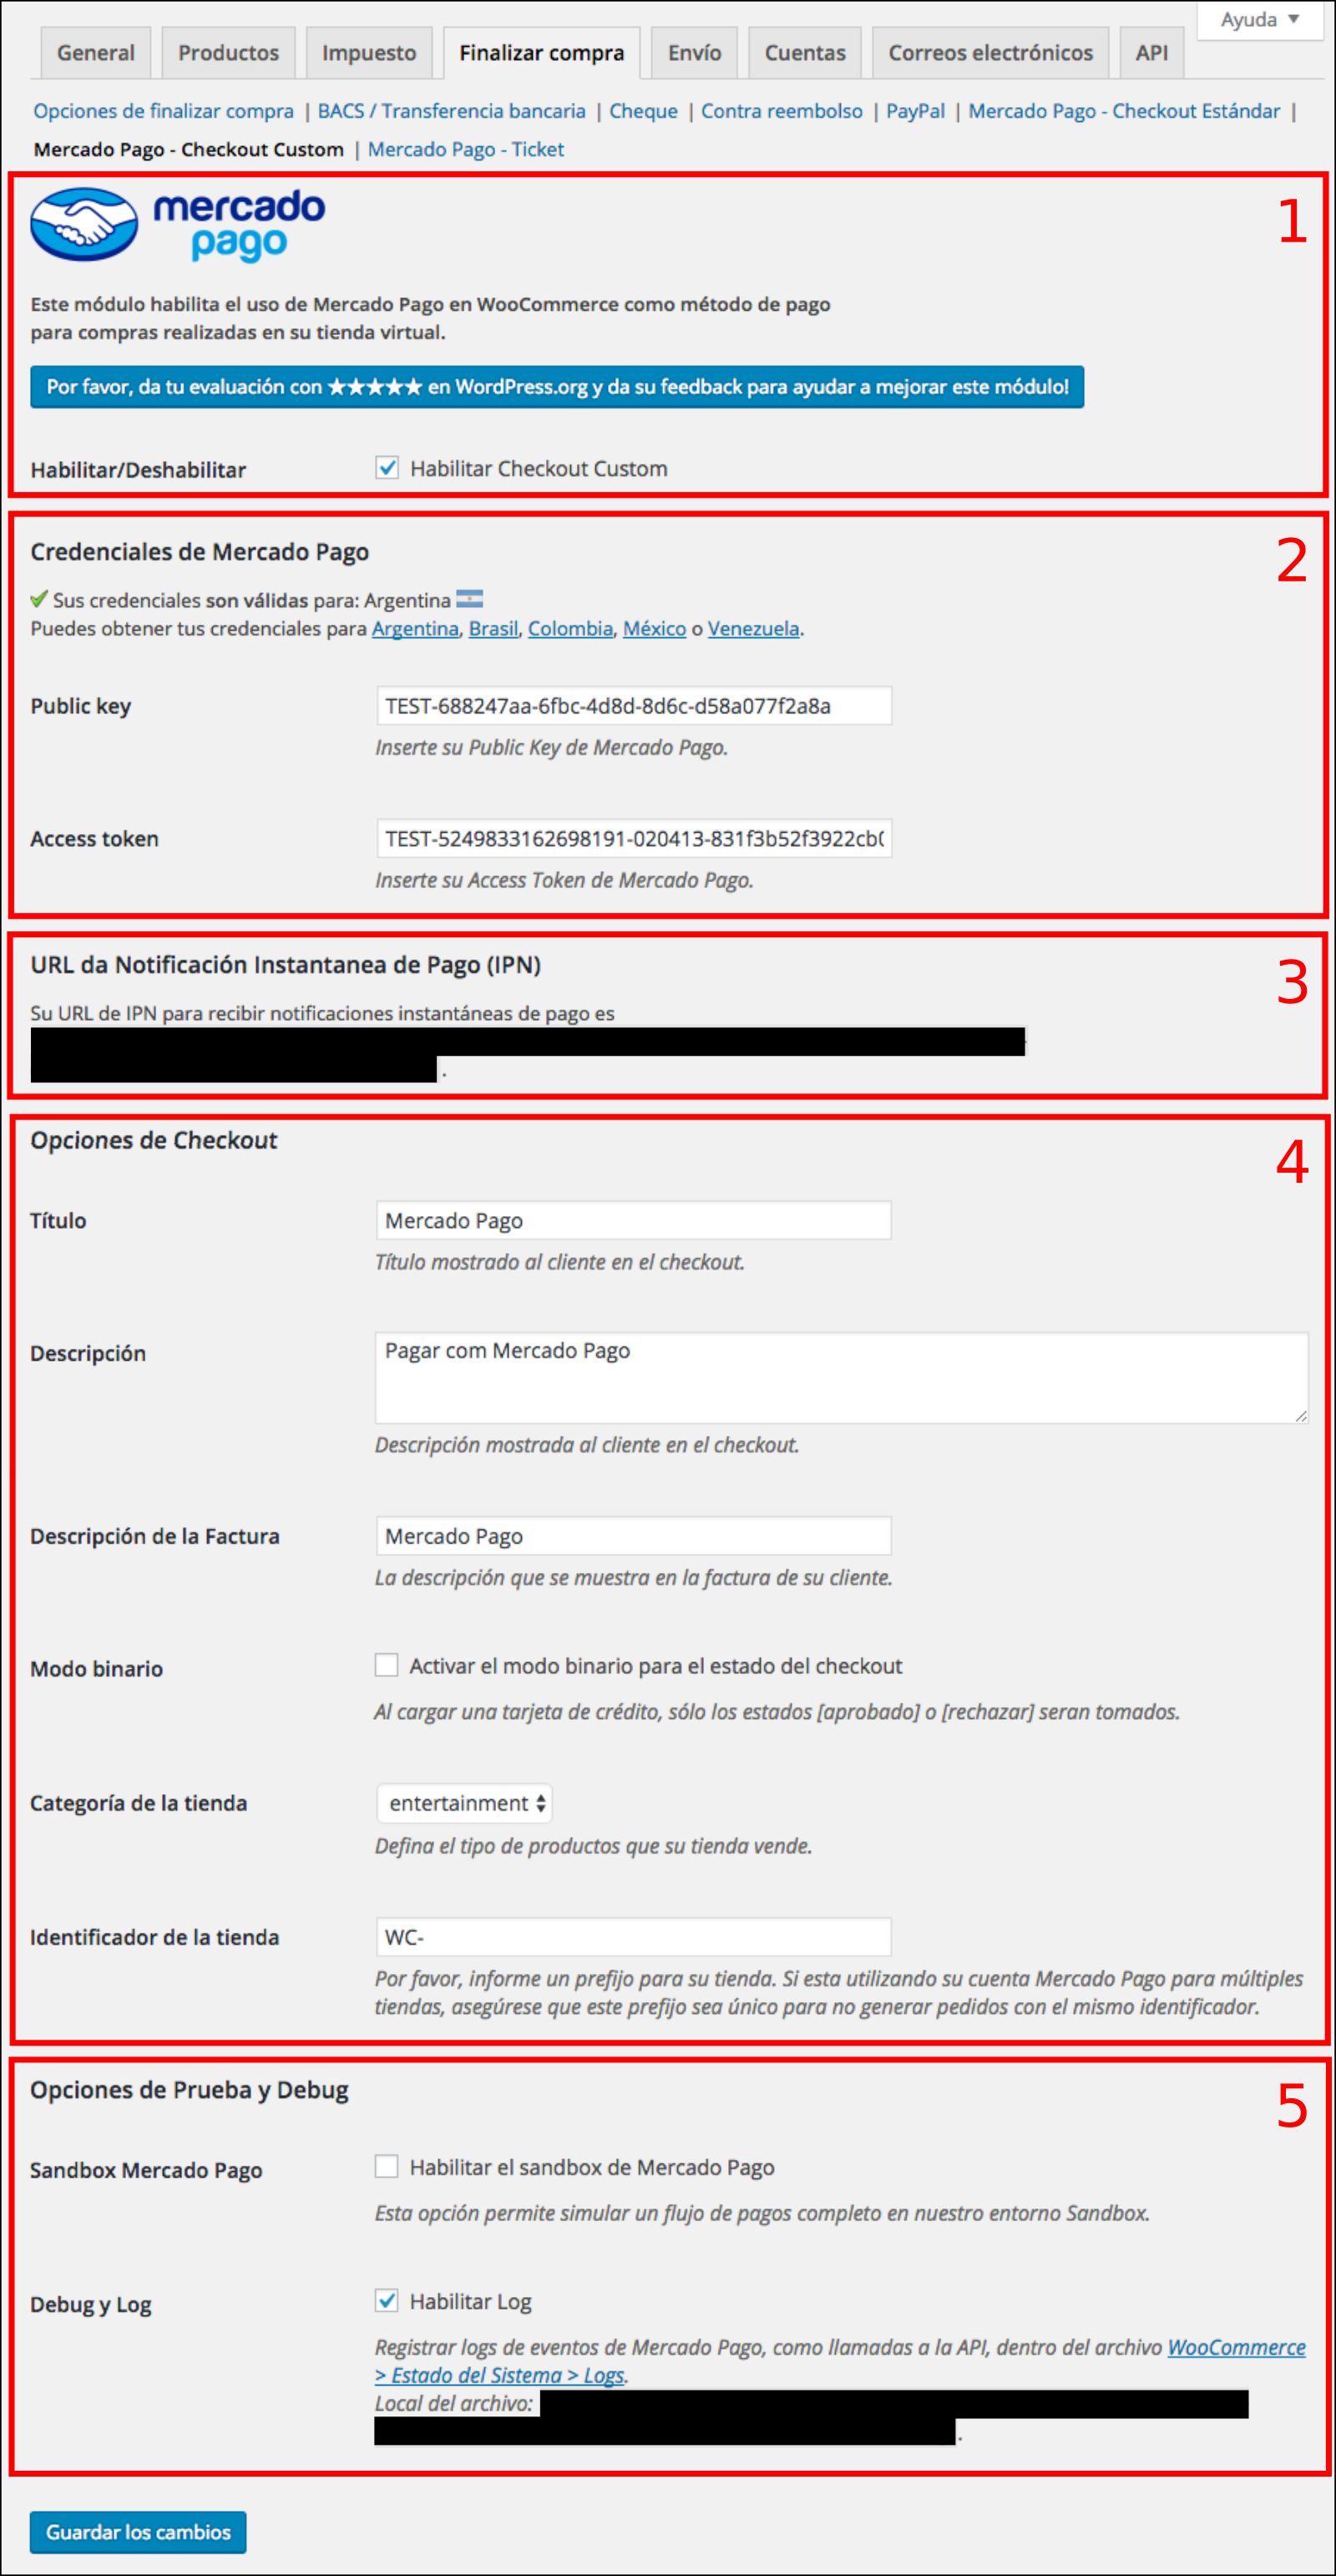 Ayuda ▼
General Productos Impuesto Finalizar compra Envío Cuentas Correos electrónicos API
Opciones de finalizar compra | BACS / Transferencia bancaria | Cheque | Contra reembolso | PayPal | Mercado Pago - Checkout Estándar |
Mercado Pago - Checkout Custom | Mercado Pago - Ticket
1
mercado
pago
Este módulo habilita el uso de Mercado Pago en WooCommerce como método de pago
para compras realizadas en su tienda virtual.
Por favor, da tu evaluación con ★★★★★ en WordPress.org y da su feedback para ayudar a mejorar este módulo!
Habilitar/Deshabilitar Habilitar Checkout Custom
2
Credenciales de Mercado Pago
Sus credenciales son válidas para: Argentina
Puedes obtener tus credenciales para Argentina, Brasil, Colombia, México o Venezuela.
Public key TEST-688247aa-6fbc-4d8d-8d6c-d58a077f2a8a
Inserte su Public Key de Mercado Pago.
Access token TEST-5249833162698191-020413-831f3b52f3922cb0
Inserte su Access Token de Mercado Pago.
3
URL da Notificación Instantanea de Pago (IPN)
Su URL de IPN para recibir notificaciones instantáneas de pago es
.
4
Opciones de Checkout
Título Mercado Pago
Título mostrado al cliente en el checkout.
Descripción Pagar com Mercado Pago
Descripción mostrada al cliente en el checkout.
Descripción de la Factura Mercado Pago
La descripción que se muestra en la factura de su cliente.
Modo binario Activar el modo binario para el estado del checkout
Al cargar una tarjeta de crédito, sólo los estados [aprobado] o [rechazar] seran tomados.
Categoría de la tienda entertainment
Defina el tipo de productos que su tienda vende.
Identificador de la tienda WC-
Por favor, informe un prefijo para su tienda. Si esta utilizando su cuenta Mercado Pago para múltiples
tiendas, asegúrese que este prefijo sea único para no generar pedidos con el mismo identificador.
5
Opciones de Prueba y Debug
Sandbox Mercado Pago Habilitar el sandbox de Mercado Pago
Esta opción permite simular un flujo de pagos completo en nuestro entorno Sandbox.
Debug y Log Habilitar Log
Registrar logs de eventos de Mercado Pago, como llamadas a la API, dentro del archivo WooCommerce
> Estado del Sistema > Logs.
Local del archivo:
.
Guardar los cambios